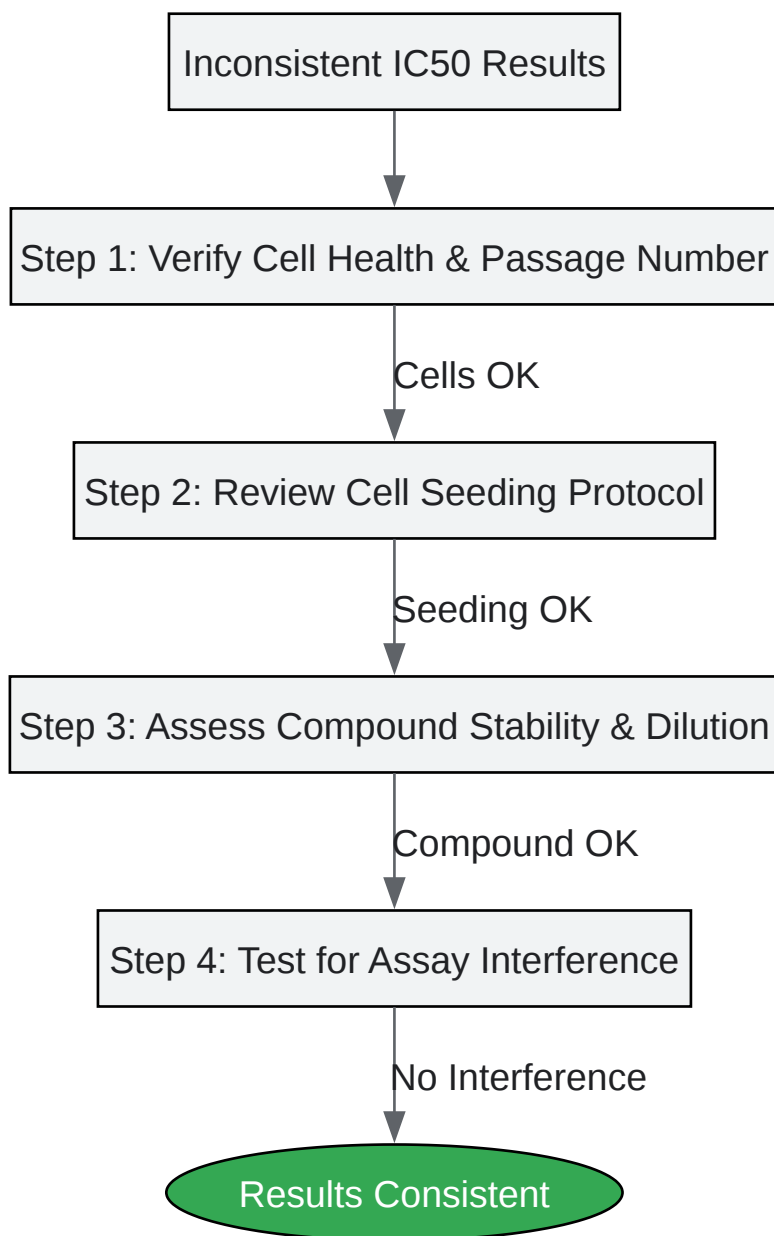 Inconsistent IC50 Results
Step 1: Verify Cell Health & Passage Number
Cells OK
Step 2: Review Cell Seeding Protocol
Seeding OK
Step 3: Assess Compound Stability & Dilution
Compound OK
Step 4: Test for Assay Interference
No Interference
Results Consistent